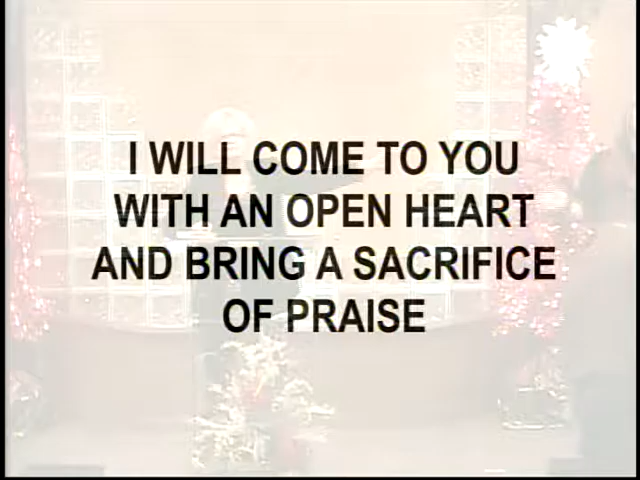 I WILL COME TO YOU
WITH AN OPEN HEART
AND BRING A SACRIFICE
OF PRAISE